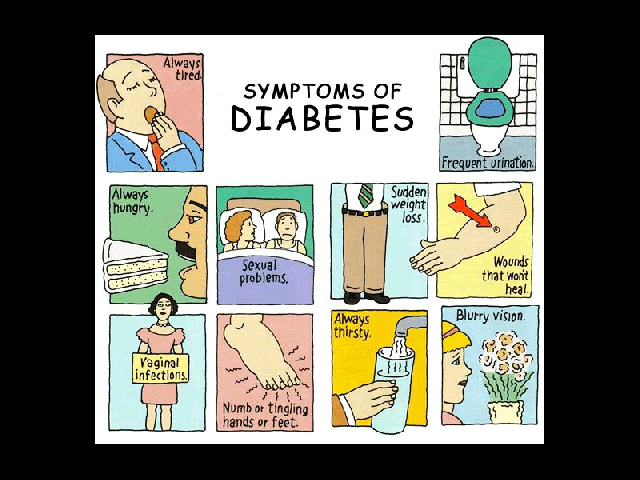 Always
tired.
SYMPTOMS OF
DIABETES
Frequent urination.
Always
hungry.
Sexual
problems.
Sudden
weight
loss.
Wounds
that won't
heal.
Vaginal
infections.
Numb or tingling
hands or feet.
Always
thirsty.
Blurry vision.